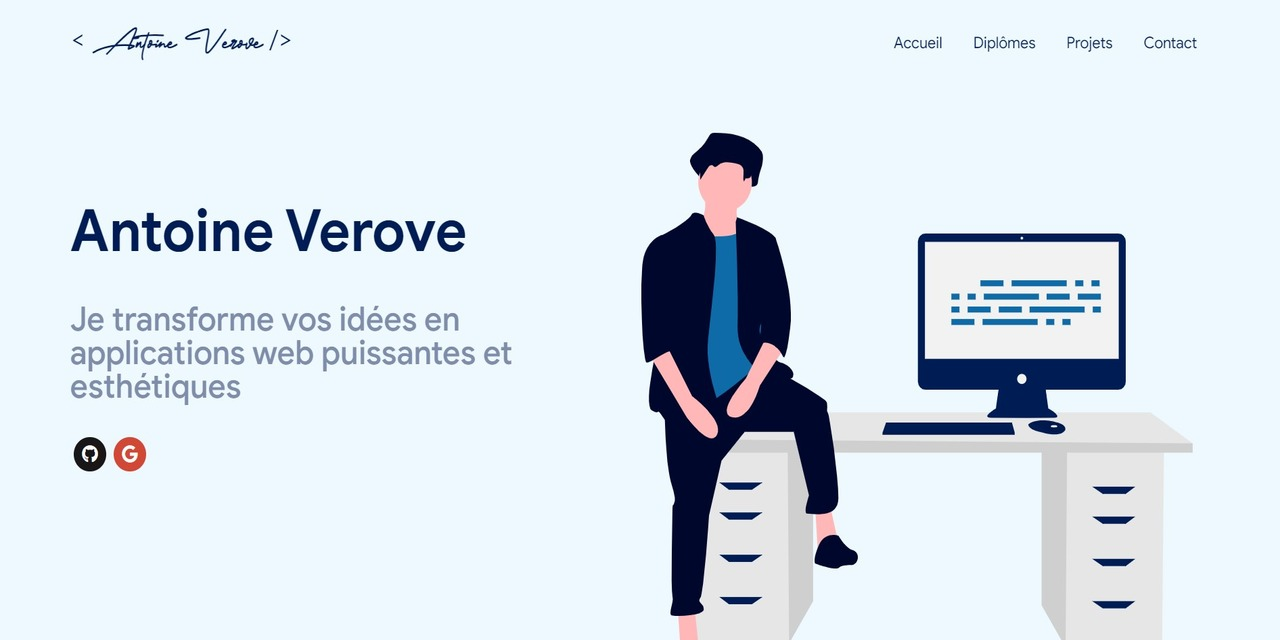 < Antoine Verove />
Accueil Diplômes Projets Contact
Antoine Verove
Je transforme vos idées en
applications web puissantes et
esthétiques
G